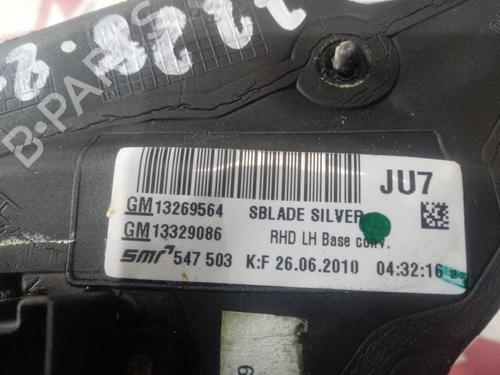 B-PARTS
JU7
GM 13269564 SBLADE SILVER
GM 13329086 RHD LH Base conv.
smr 547 503 K:F 26.06.2010 04:32:16